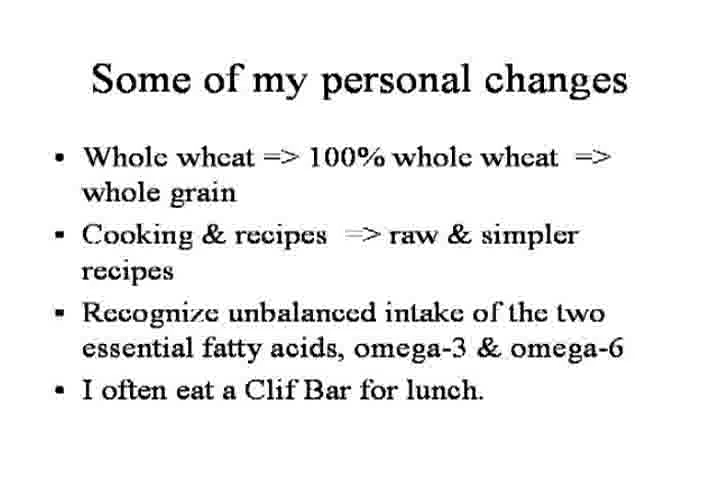 Some of my personal changes
▪ Whole wheat => 100% whole wheat =>
whole grain
▪ Cooking & recipes => raw & simpler
recipes
▪ Recognize unbalanced intake of the two
essential fatty acids, omega-3 & omega-6
▪ I often eat a Clif Bar for lunch.